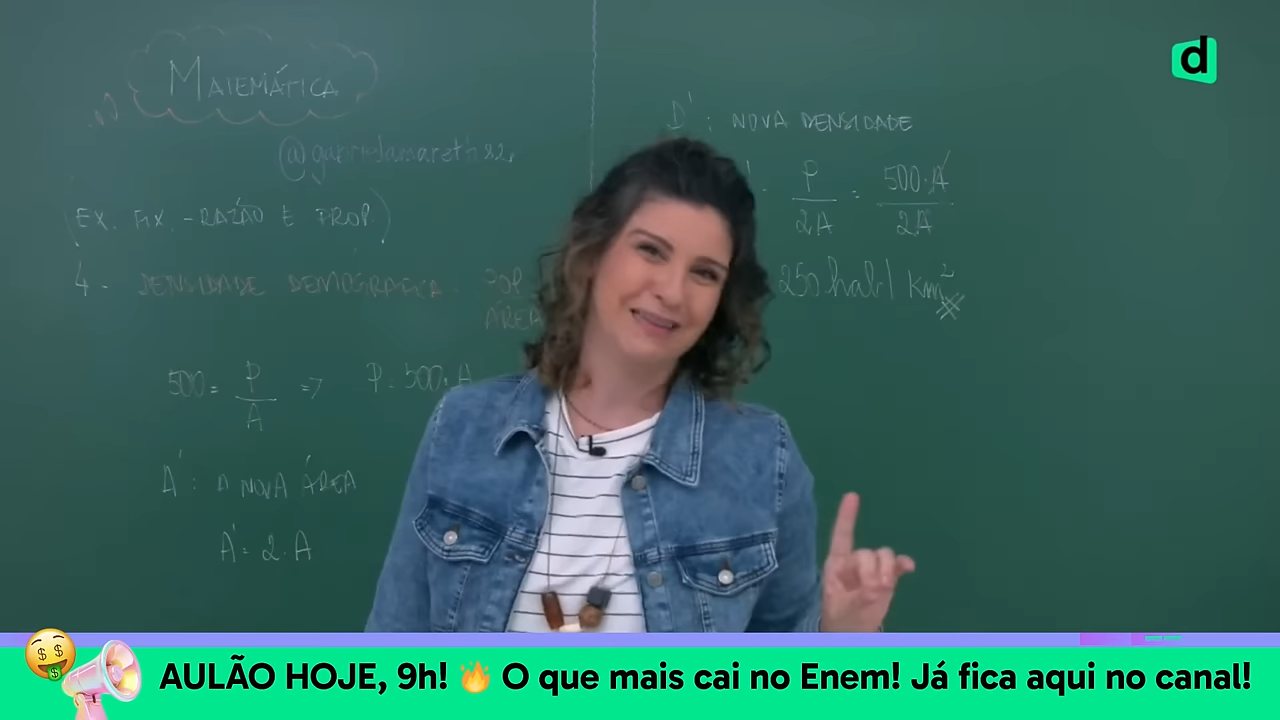 MATEMÁTICA
(EX. FIX. - RAZÃO E PROP.)
4 - DENSIDADE DEMOGRÁFICA
ÁREA
500 = P/A => P = 500.A
A' : A NOVA ÁREA
A' = 2.A
d
D' : NOVA DENSIDADE
P/2A = 500.A/2A
250 hab/km²
AULÃO HOJE, 9h! 🔥 O que mais cai no Enem! Já fica aqui no canal!